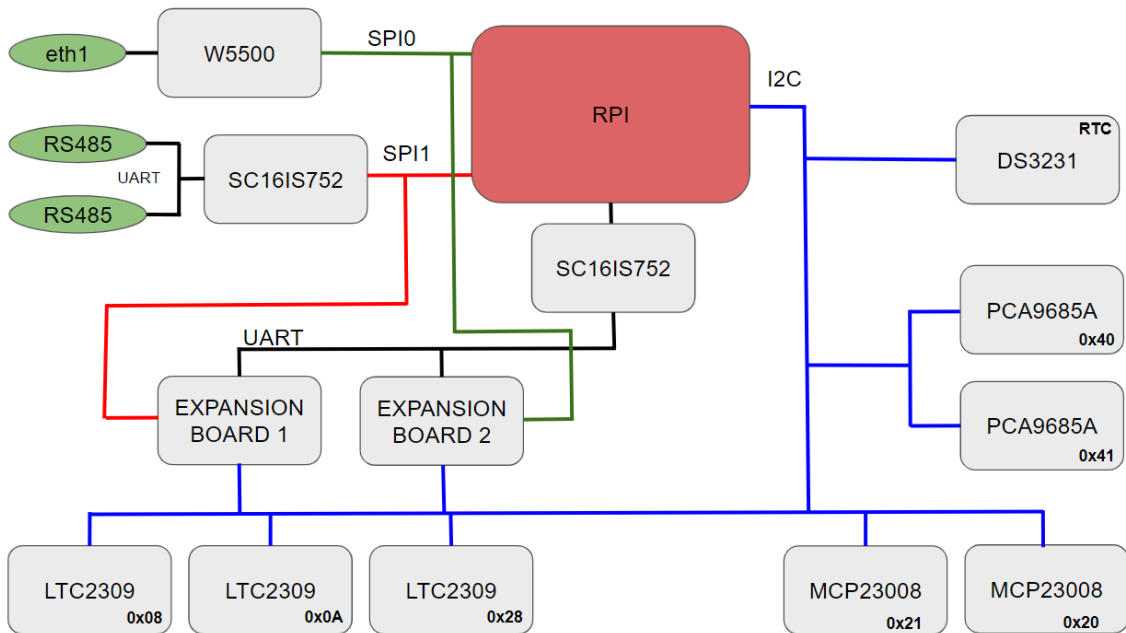 eth1
W5500
SPI0
RPI
I2C
RTC
DS3231
RS485
UART
RS485
SC16IS752
SPI1
SC16IS752
PCA9685A
0x40
PCA9685A
0x41
UART
EXPANSION
BOARD 1
EXPANSION
BOARD 2
LTC2309
0x08
LTC2309
0x0A
LTC2309
0x28
MCP23008
0x21
MCP23008
0x20